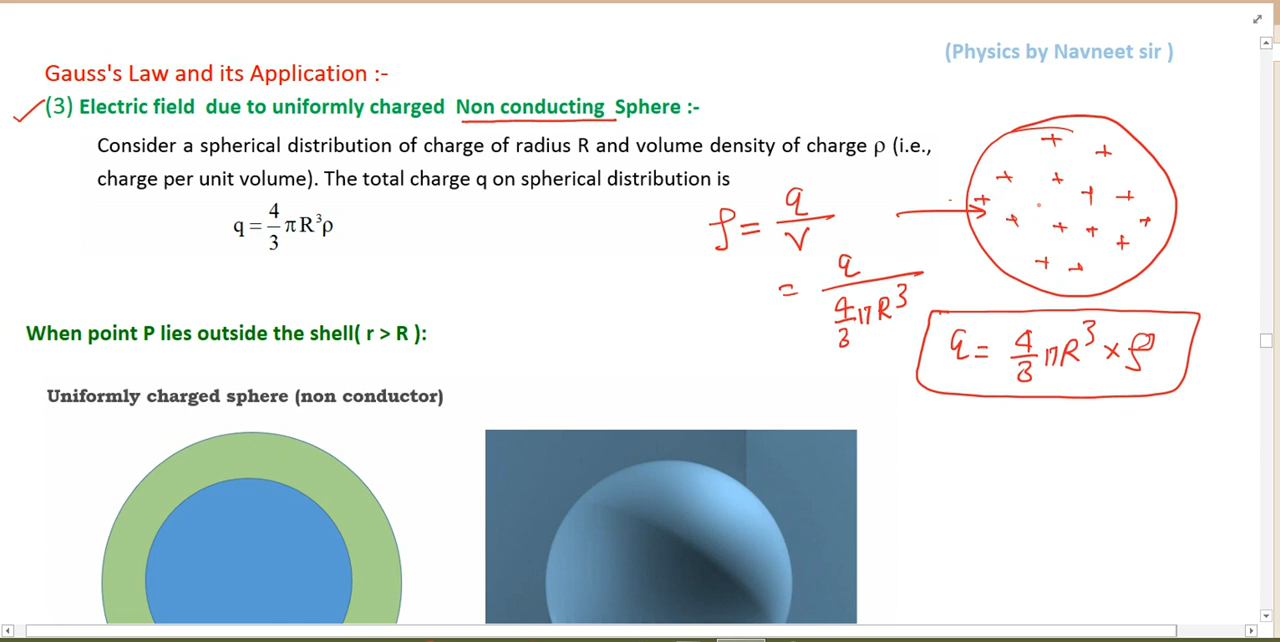 (Physics by Navneet sir )
Gauss's Law and its Application :-
(3) Electric field due to uniformly charged Non conducting Sphere :-
Consider a spherical distribution of charge of radius R and volume density of charge ρ (i.e.,
charge per unit volume). The total charge q on spherical distribution is
q = 4/3 π R³ρ
ρ = q/V
= q / 4/3 πR³
q = 4/3 πR³ × ρ
When point P lies outside the shell( r > R ):
Uniformly charged sphere (non conductor)